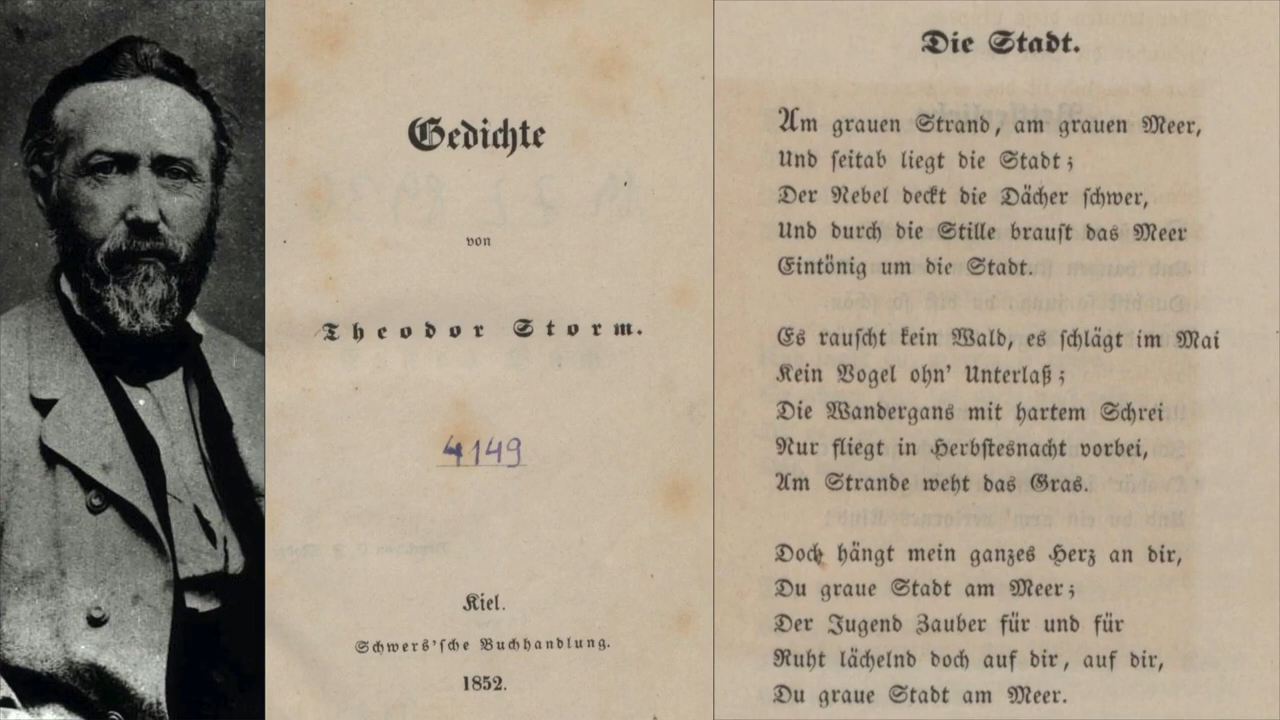 Gedichte
von
Theodor Storm.
4149
Kiel.
Schwers'sche Buchhandlung.
1852.
Die Stadt.
Am grauen Strand, am grauen Meer,
Und seitab liegt die Stadt;
Der Nebel deckt die Dächer schwer,
Und durch die Stille braust das Meer
Eintönig um die Stadt.
Es rauscht kein Wald, es schlägt im Mai
Kein Vogel ohn' Unterlaß;
Die Wandergans mit hartem Schrei
Nur fliegt in Herbstesnacht vorbei,
Am Strande weht das Gras.
Doch hängt mein ganzes Herz an dir,
Du graue Stadt am Meer;
Der Jugend Zauber für und für
Ruht lächelnd doch auf dir, auf dir,
Du graue Stadt am Meer.